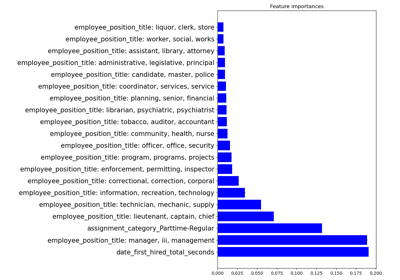 Feature importances
employee_position_title: liquor, clerk, store
employee_position_title: worker, social, works
employee_position_title: assistant, library, attorney
employee_position_title: administrative, legislative, principal
employee_position_title: candidate, master, police
employee_position_title: coordinator, services, service
employee_position_title: planning, senior, financial
employee_position_title: librarian, psychiatric, psychiatrist
employee_position_title: tobacco, auditor, accountant
employee_position_title: community, health, nurse
employee_position_title: officer, office, security
employee_position_title: program, programs, projects
employee_position_title: enforcement, permitting, inspector
employee_position_title: correctional, correction, corporal
employee_position_title: information, recreation, technology
employee_position_title: technician, mechanic, supply
employee_position_title: lieutenant, captain, chief
assignment_category_Parttime-Regular
employee_position_title: manager, iii, management
date_first_hired_total_seconds
0.000 0.025 0.050 0.075 0.100 0.125 0.150 0.175 0.200